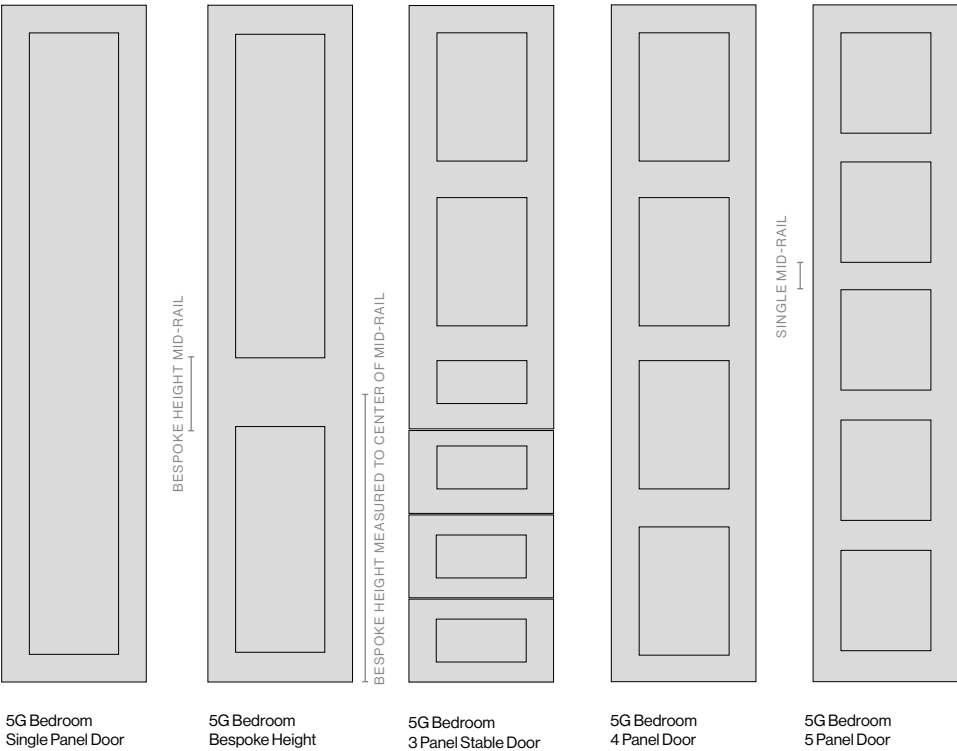 BESPOKE HEIGHT MID-RAIL
BESPOKE HEIGHT MEASURED TO CENTER OF MID-RAIL
SINGLE MID-RAIL
5G Bedroom
Single Panel Door
5G Bedroom
Bespoke Height
5G Bedroom
3 Panel Stable Door
5G Bedroom
4 Panel Door
5G Bedroom
5 Panel Door